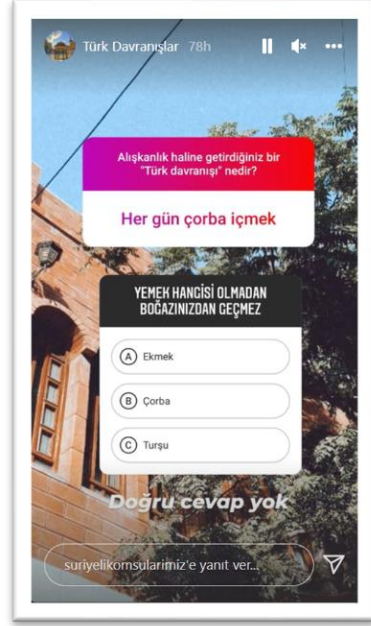 Türk Davranışlar 78h
Alışkanlık haline getirdiğiniz bir
"Türk davranışı" nedir?
Her gün çorba içmek
YEMEK HANGİSİ OLMADAN
BOĞAZINIZDAN GEÇMEZ
A Ekmek
B Çorba
C Turşu
Doğru cevap yok
suriyelikomsularimiz'e yanıt ver...